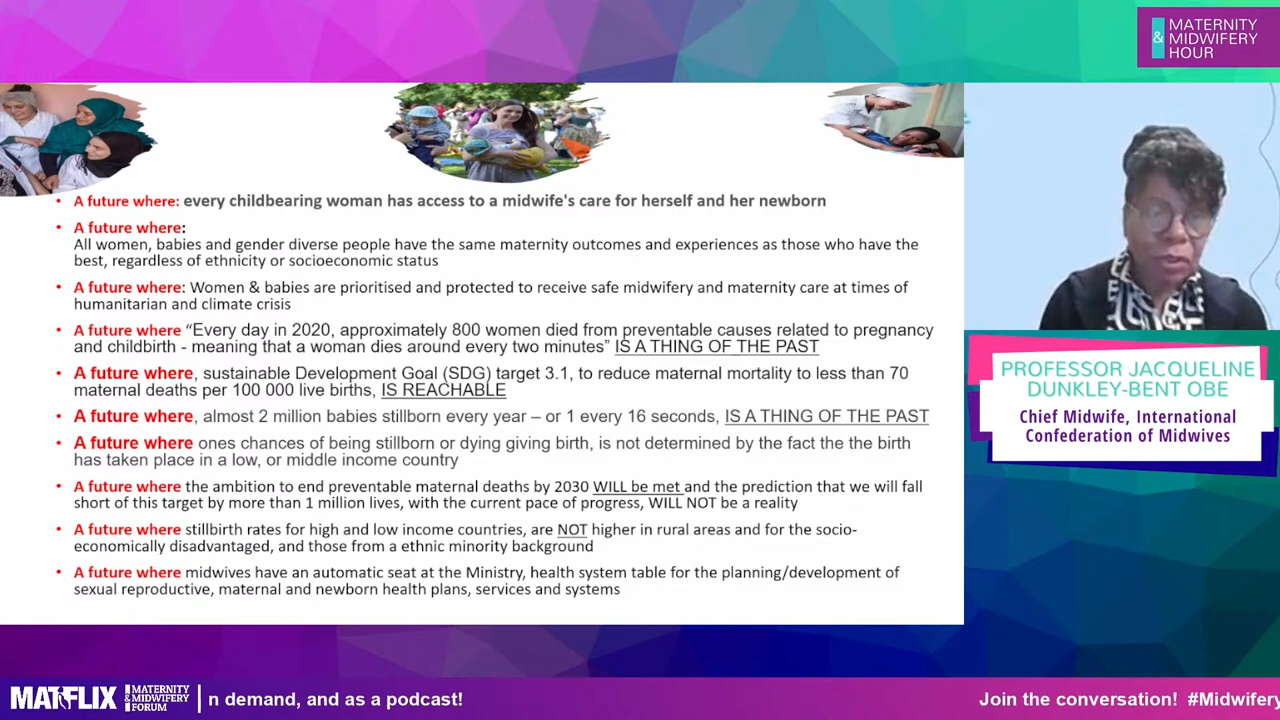 MATERNITY
& MIDWIFERY
HOUR
• A future where: every childbearing woman has access to a midwife's care for herself and her newborn
• A future where:
All women, babies and gender diverse people have the same maternity outcomes and experiences as those who have the
best, regardless of ethnicity or socioeconomic status
• A future where: Women & babies are prioritised and protected to receive safe midwifery and maternity care at times of
humanitarian and climate crisis
• A future where “Every day in 2020, approximately 800 women died from preventable causes related to pregnancy
and childbirth - meaning that a woman dies around every two minutes” IS A THING OF THE PAST
• A future where, sustainable Development Goal (SDG) target 3.1, to reduce maternal mortality to less than 70
maternal deaths per 100 000 live births, IS REACHABLE
• A future where, almost 2 million babies stillborn every year – or 1 every 16 seconds, IS A THING OF THE PAST
• A future where ones chances of being stillborn or dying giving birth, is not determined by the fact the the birth
has taken place in a low, or middle income country
• A future where the ambition to end preventable maternal deaths by 2030 WILL be met and the prediction that we will fall
short of this target by more than 1 million lives, with the current pace of progress, WILL NOT be a reality
• A future where stillbirth rates for high and low income countries, are NOT higher in rural areas and for the socio-
economically disadvantaged, and those from a ethnic minority background
• A future where midwives have an automatic seat at the Ministry, health system table for the planning/development of
sexual reproductive, maternal and newborn health plans, services and systems
PROFESSOR JACQUELINE
DUNKLEY-BENT OBE
Chief Midwife, International
Confederation of Midwives
MATFLIX
MATERNITY
& MIDWIFERY
FORUM
n demand, and as a podcast!
Join the conversation! #Midwifery